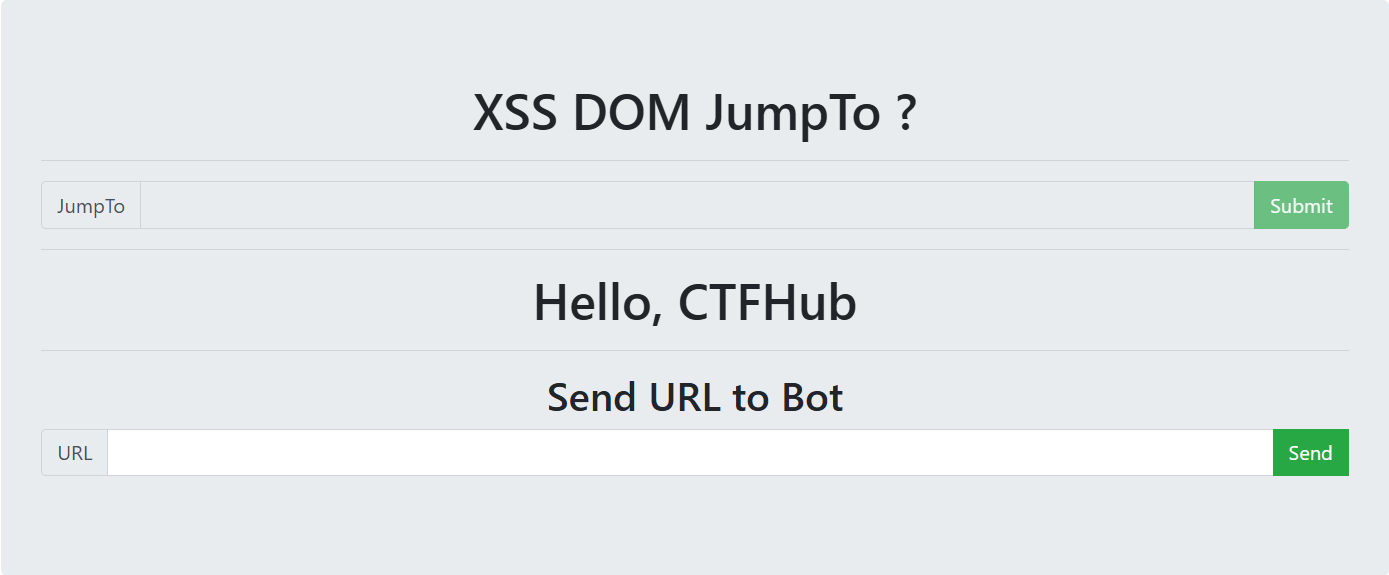 XSS DOM JumpTo ?
JumpTo Submit
Hello, CTFHub
Send URL to Bot
URL Send